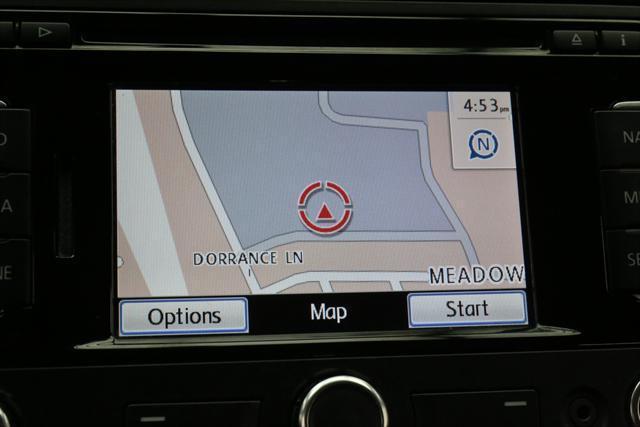 4:53pm
N
DORRANCE LN
MEADOW
Options Map Start